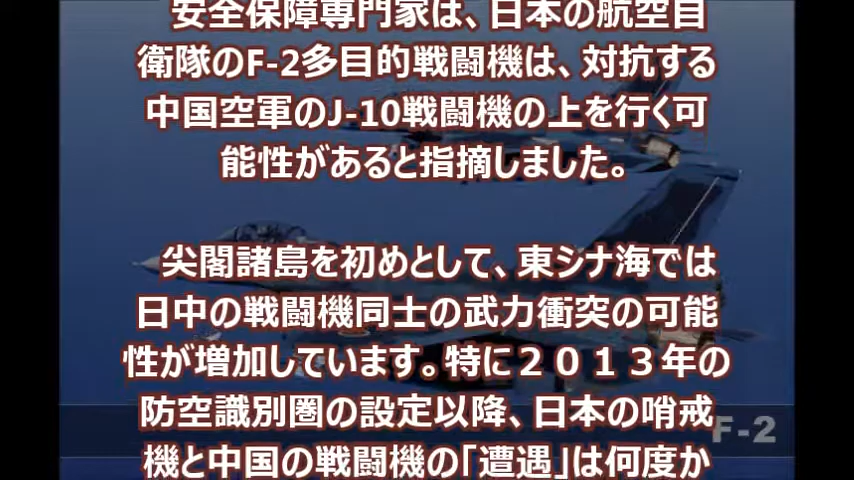 安全保障専門家は、日本の航空自
衛隊のF-2多目的戦闘機は、対抗する
中国空軍のJ-10戦闘機の上を行く可
能性があると指摘しました。
尖閣諸島を初めとして、東シナ海では
日中の戦闘機同士の武力衝突の可能
性が増加しています。特に２０１３年の
防空識別圏の設定以降、日本の哨戒
機と中国の戦闘機の「遭遇」は何度か
F-2